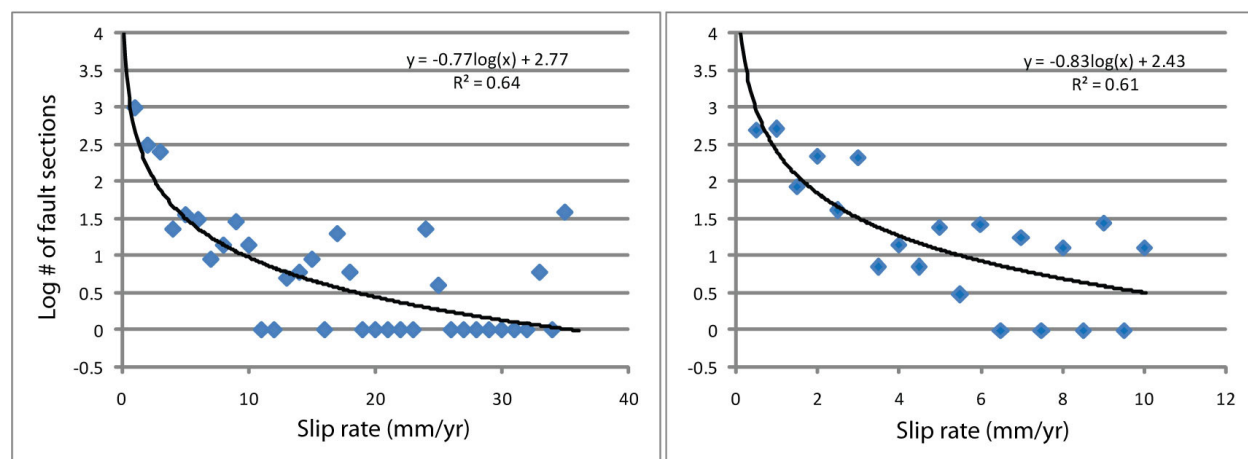 4
3.5
3
2.5
2
1.5
1
0.5
0
-0.5
Log # of fault sections
y = -0.77log(x) + 2.77
R² = 0.64
0 10 20 30 40
Slip rate (mm/yr)
4
3.5
3
2.5
2
1.5
1
0.5
0
-0.5
y = -0.83log(x) + 2.43
R² = 0.61
0 2 4 6 8 10 12
Slip rate (mm/yr)